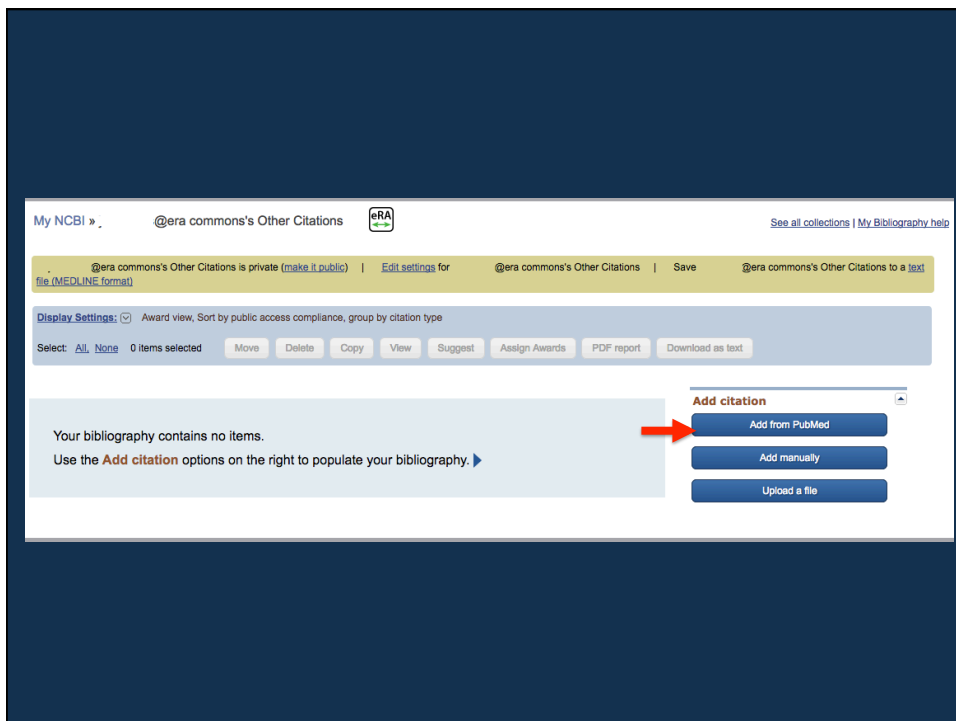 My NCBI » @era commons's Other Citations eRA
See all collections | My Bibliography help
@era commons's Other Citations is private (make it public) | Edit settings for @era commons's Other Citations | Save @era commons's Other Citations to a text
file (MEDLINE format)
Display Settings: Award view, Sort by public access compliance, group by citation type
Select: All, None 0 items selected Move Delete Copy View Suggest Assign Awards PDF report Download as text
Add citation
Add from PubMed
Your bibliography contains no items.
Use the Add citation options on the right to populate your bibliography.
Add manually
Upload a file